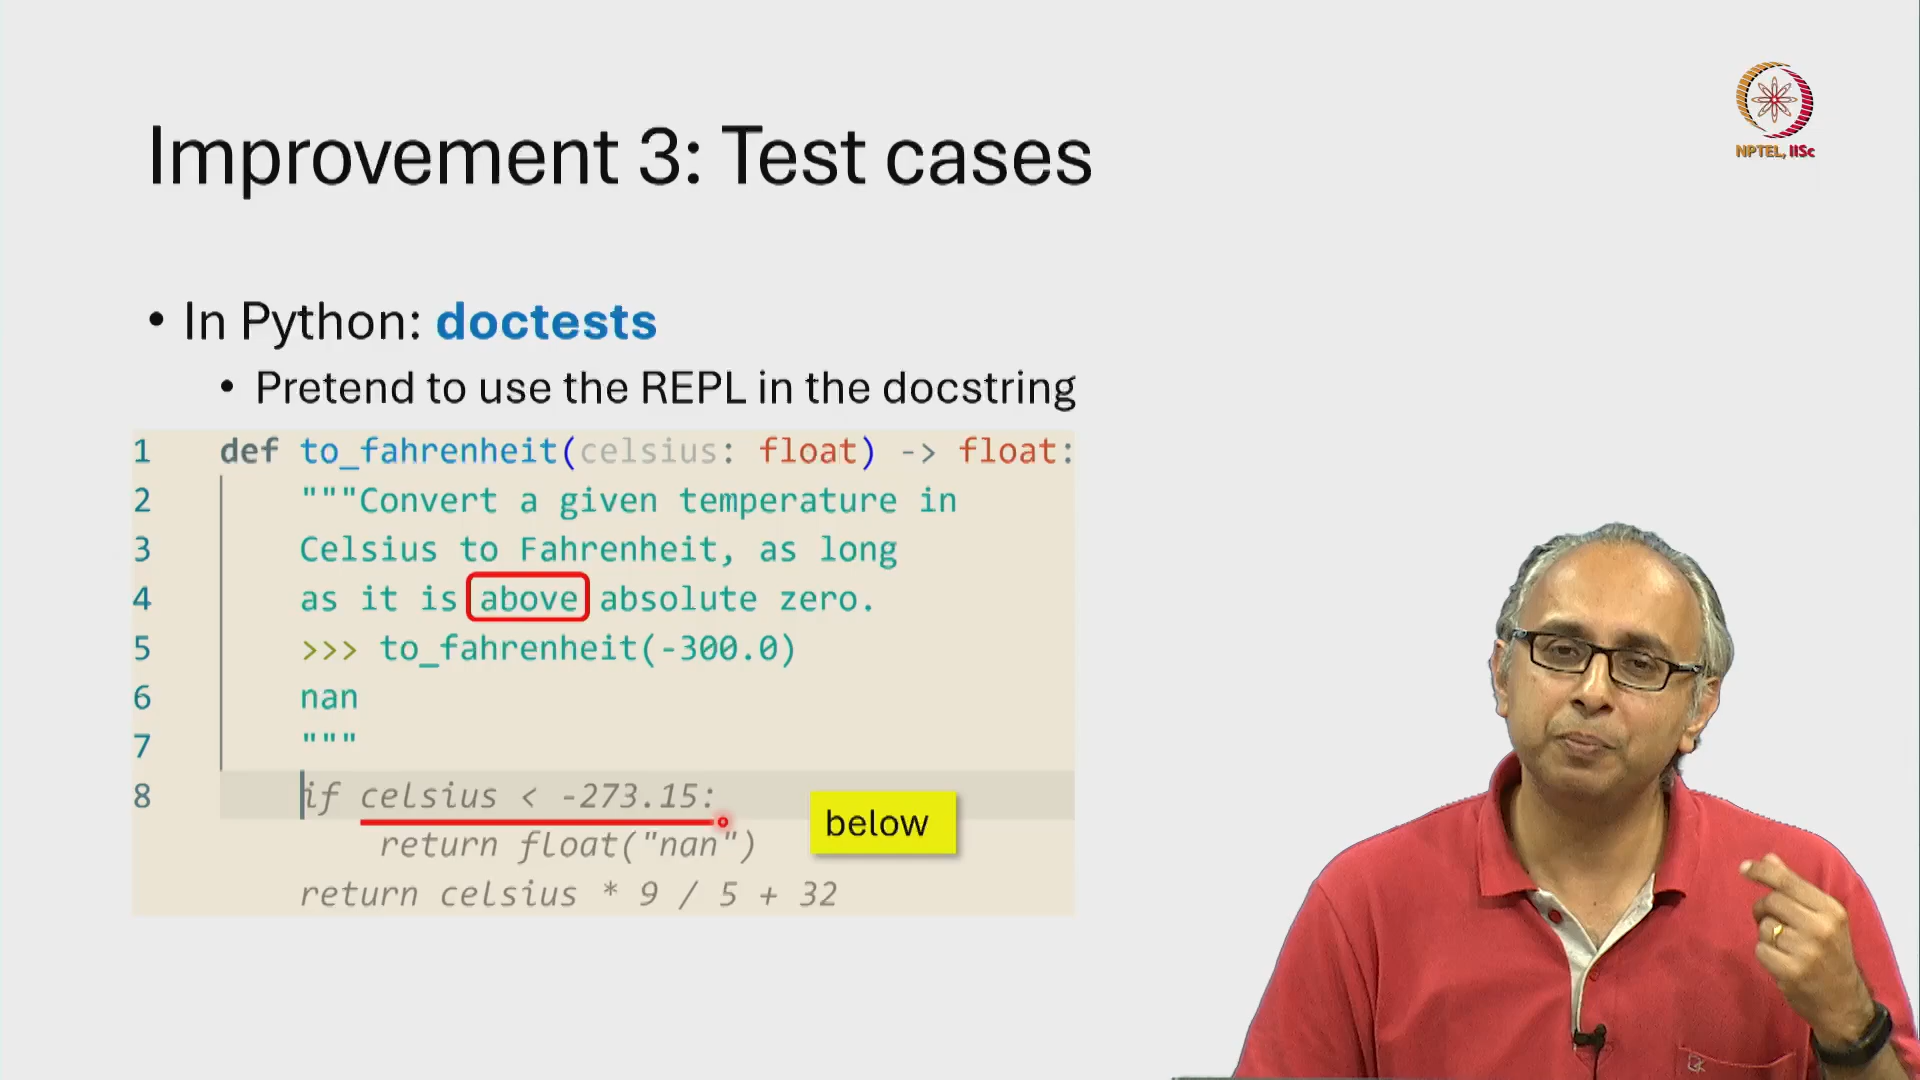 NPTEL, IISc
Improvement 3: Test cases
• In Python: doctests
• Pretend to use the REPL in the docstring
1 def to_fahrenheit(celsius: float) -> float:
2 """Convert a given temperature in
3 Celsius to Fahrenheit, as long
4 as it is above absolute zero.
5 >>> to_fahrenheit(-300.0)
6 nan
7 """
8 if celsius < -273.15:
below
return float("nan")
return celsius * 9 / 5 + 32